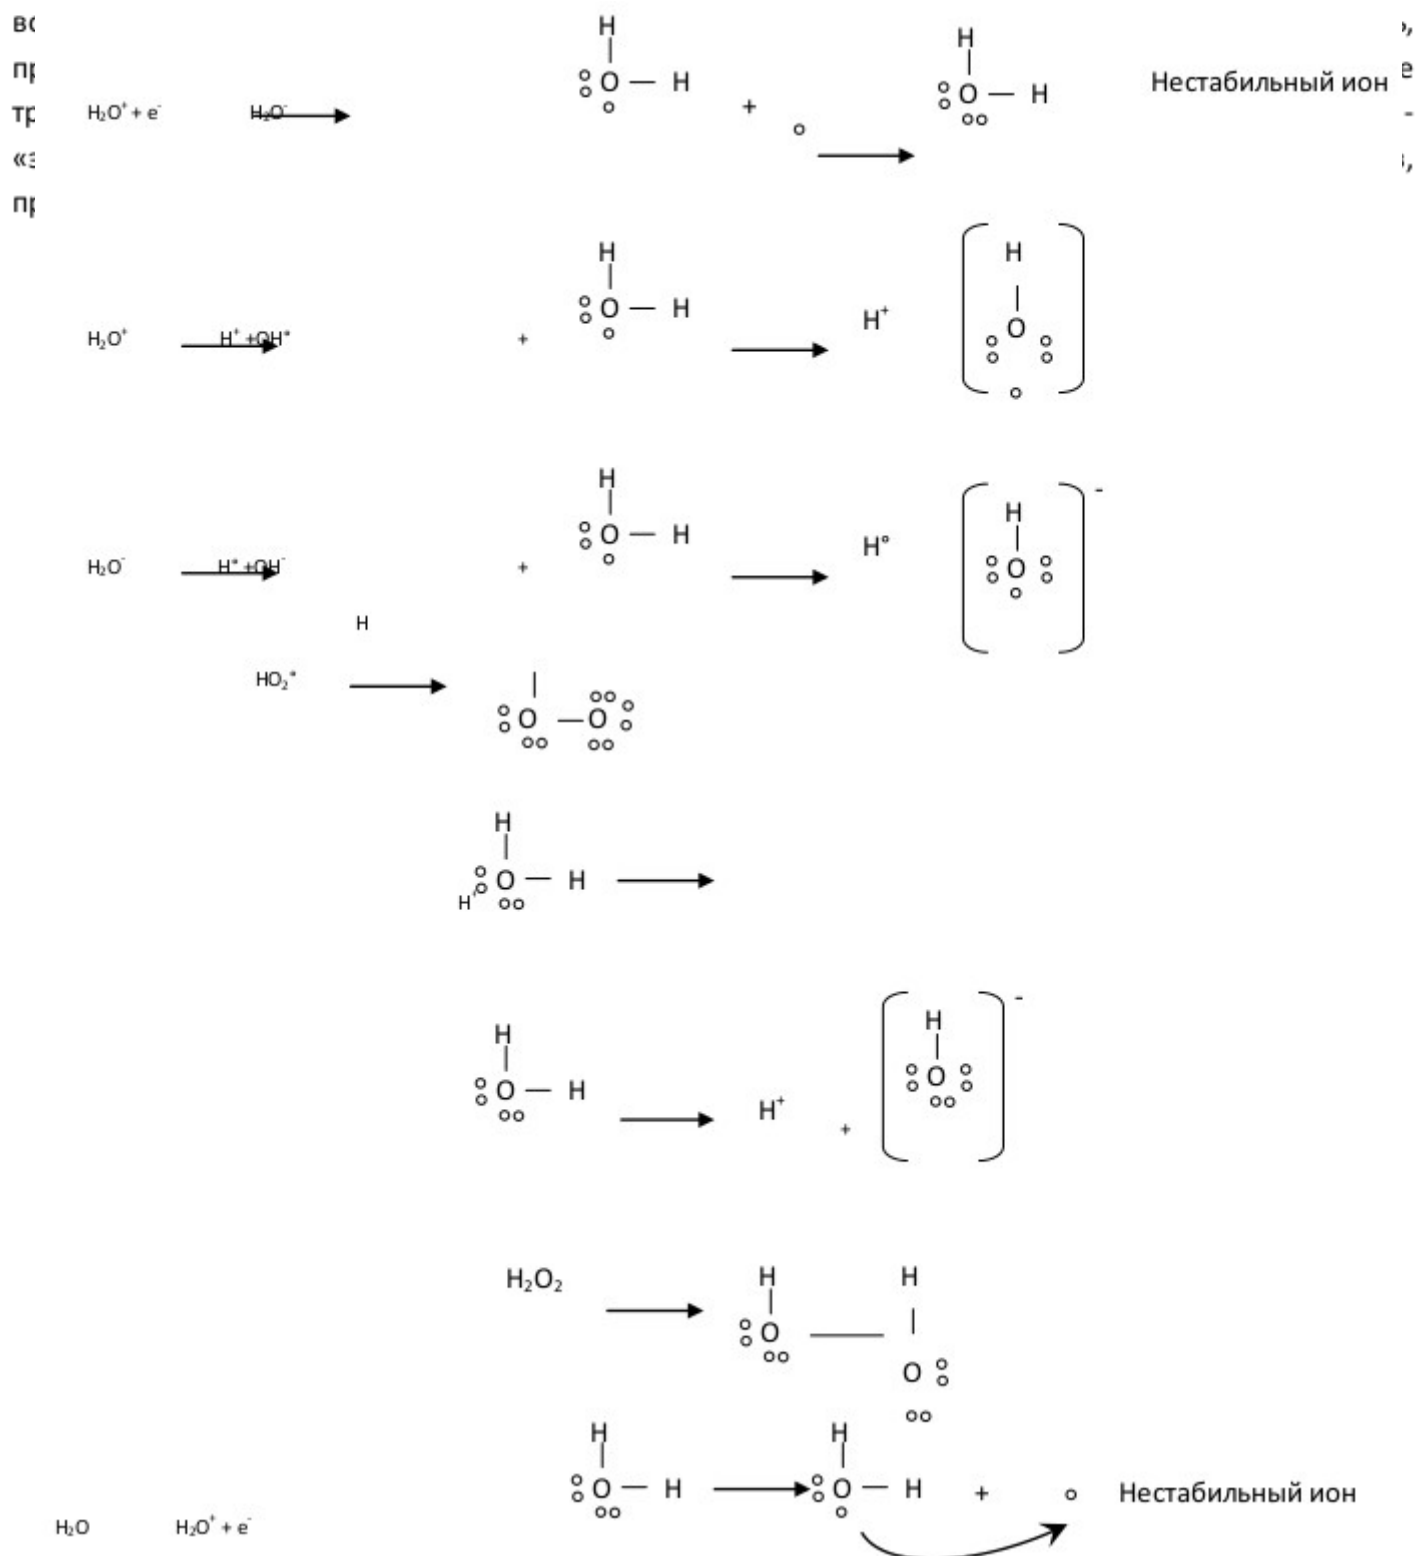 H
O — H + H
O — H Нестабильный ион
H₂O⁺ + e⁻ → H₂O⁻
H
H₂O⁺ → H⁺ + OH* + O — H → H⁺ H
O
H
H₂O⁻ → H* + OH⁻ + O — H → H° H
O -
H
HO₂* → O — O
H
O — H →
H⁺
H
O — H → H⁺ + H
O -
H₂O₂ → H H
O — O
H H
O — H → O — H + Нестабильный ион
H₂O H₂O⁺ + e⁻